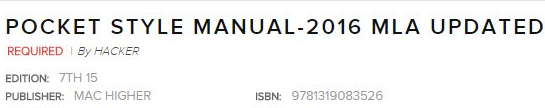 POCKET STYLE MANUAL-2016 MLA UPDATED
REQUIRED | By HACKER
EDITION: 7TH 15
PUBLISHER: MAC HIGHER ISBN: 9781319083526